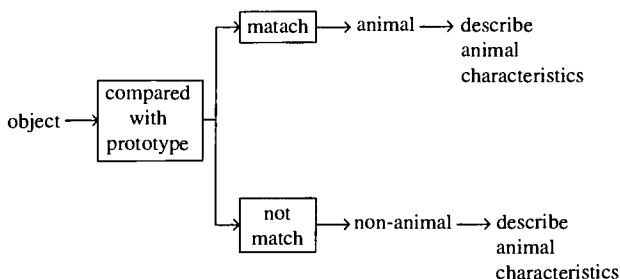 matach
animal
describe
animal
characteristics
object
compared
with
prototype
not
match
non-animal
describe
animal
characteristics